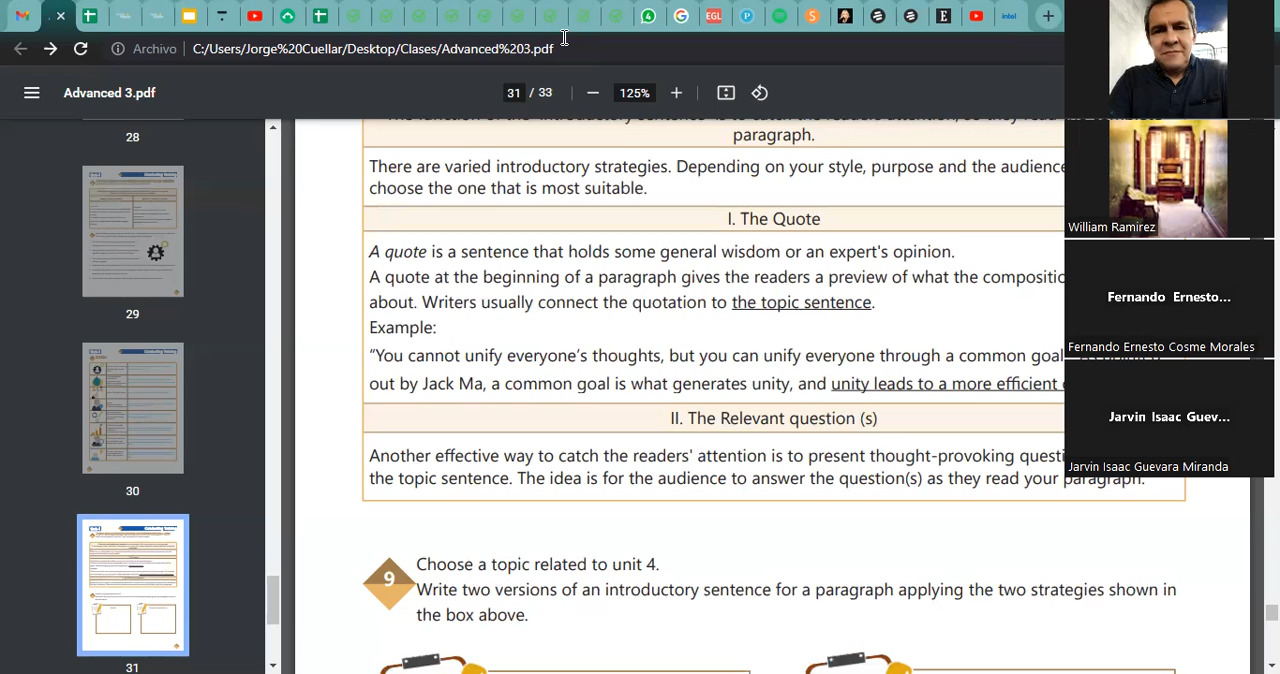 EGL
intel
Archivo
C:/Users/Jorge%20Cuellar/Desktop/Clases/Advanced%203.pdf
Advanced 3.pdf
31 / 33
125%
28
29
30
31
paragraph.
There are varied introductory strategies. Depending on your style, purpose and the audience
choose the one that is most suitable.
I. The Quote
A quote is a sentence that holds some general wisdom or an expert's opinion.
A quote at the beginning of a paragraph gives the readers a preview of what the compositio
about. Writers usually connect the quotation to the topic sentence.
Example:
“You cannot unify everyone’s thoughts, but you can unify everyone through a common goal
out by Jack Ma, a common goal is what generates unity, and unity leads to a more efficient
II. The Relevant question (s)
Another effective way to catch the readers' attention is to present thought-provoking questi
the topic sentence. The idea is for the audience to answer the question(s) as they read your paragraph.
9
Choose a topic related to unit 4.
Write two versions of an introductory sentence for a paragraph applying the two strategies shown in
the box above.
William Ramirez
Fernando Ernesto...
Fernando Ernesto Cosme Morales
Jarvin Isaac Guev...
Jarvin Isaac Guevara Miranda